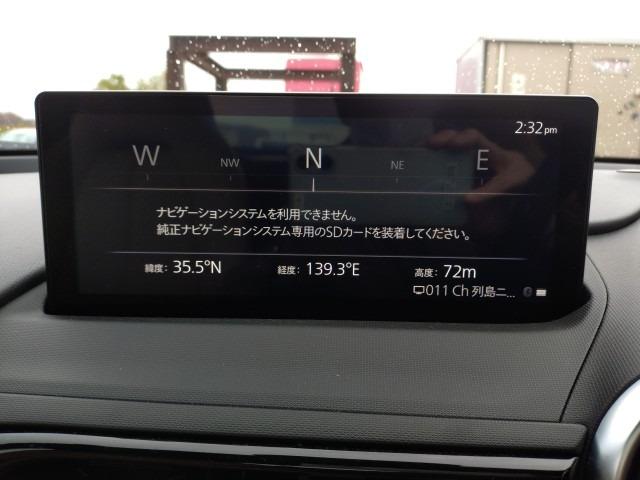 2:32pm
W NW N NE E
ナビゲーションシステムを利用できません。
純正ナビゲーションシステム専用のSDカードを装着してください。
緯度: 35.5°N 経度: 139.3°E 高度: 72m
011 Ch 列島ニ...